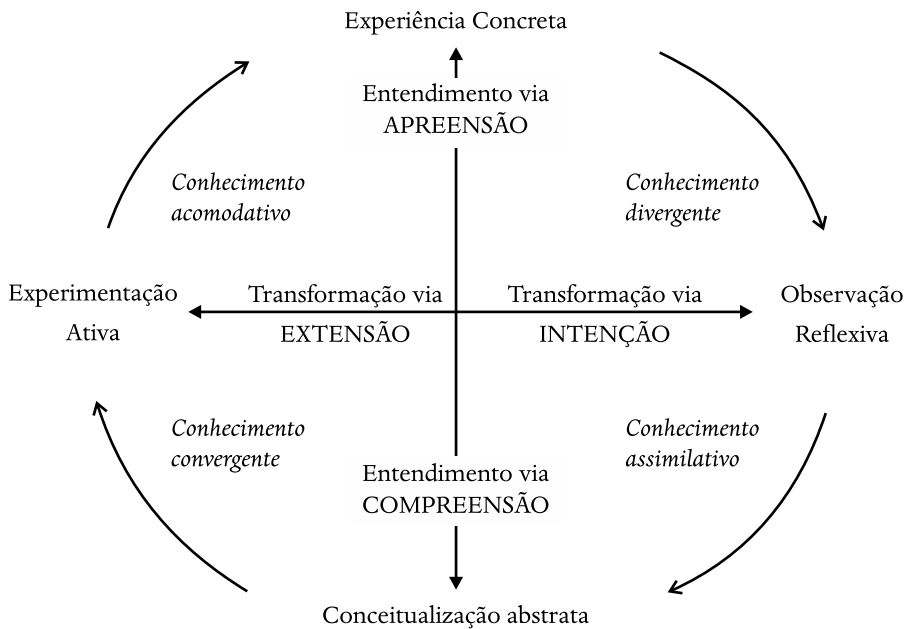 Experiência Concreta
Entendimento via
APREENSÃO
Conhecimento
acomodativo
Conhecimento
divergente
Experimentação
Ativa
Transformação via
EXTENSÃO
Transformação via
INTENÇÃO
Observação
Reflexiva
Conhecimento
convergente
Conhecimento
assimilativo
Entendimento via
COMPREENSÃO
Conceitualização abstrata